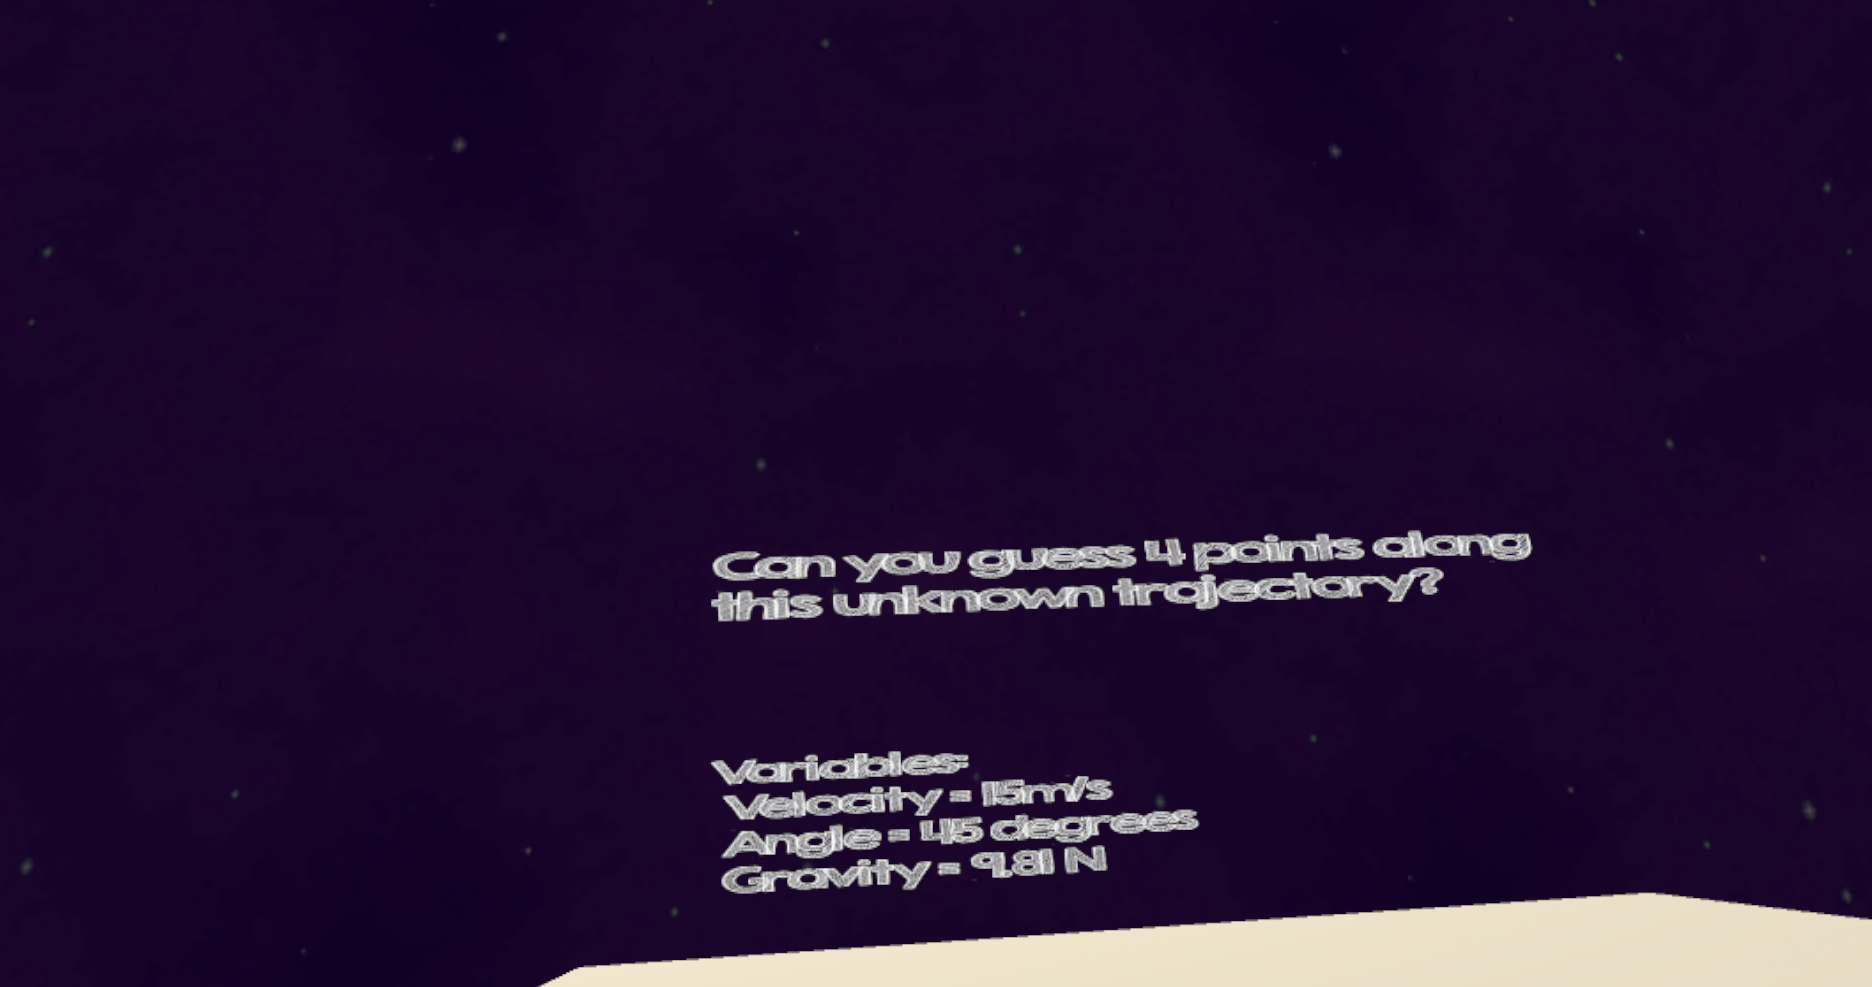 Can you guess 4 points along
this unknown trajectory?
Variables:
Velocity = 15m/s
Angle = 45 degrees
Gravity = 9.81 N